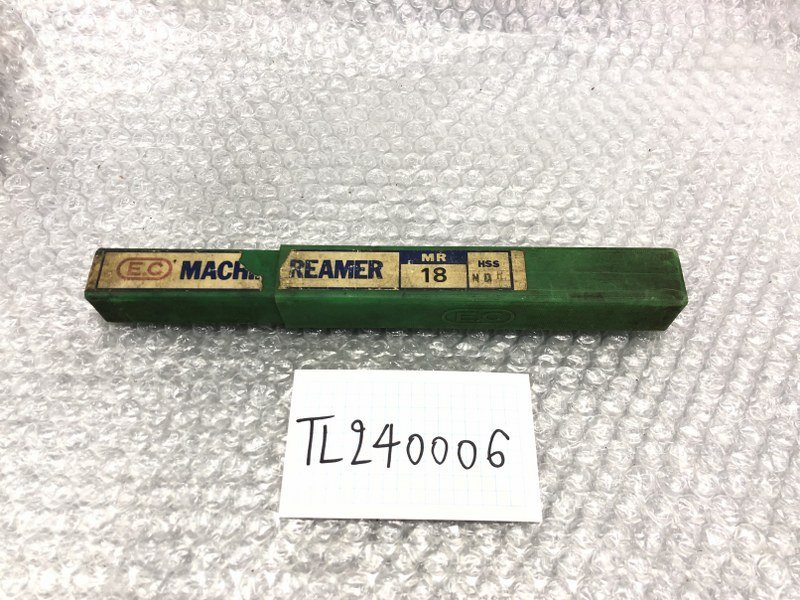 E.C MACHI REAMER MR 18 HSS
E.C
TL240006